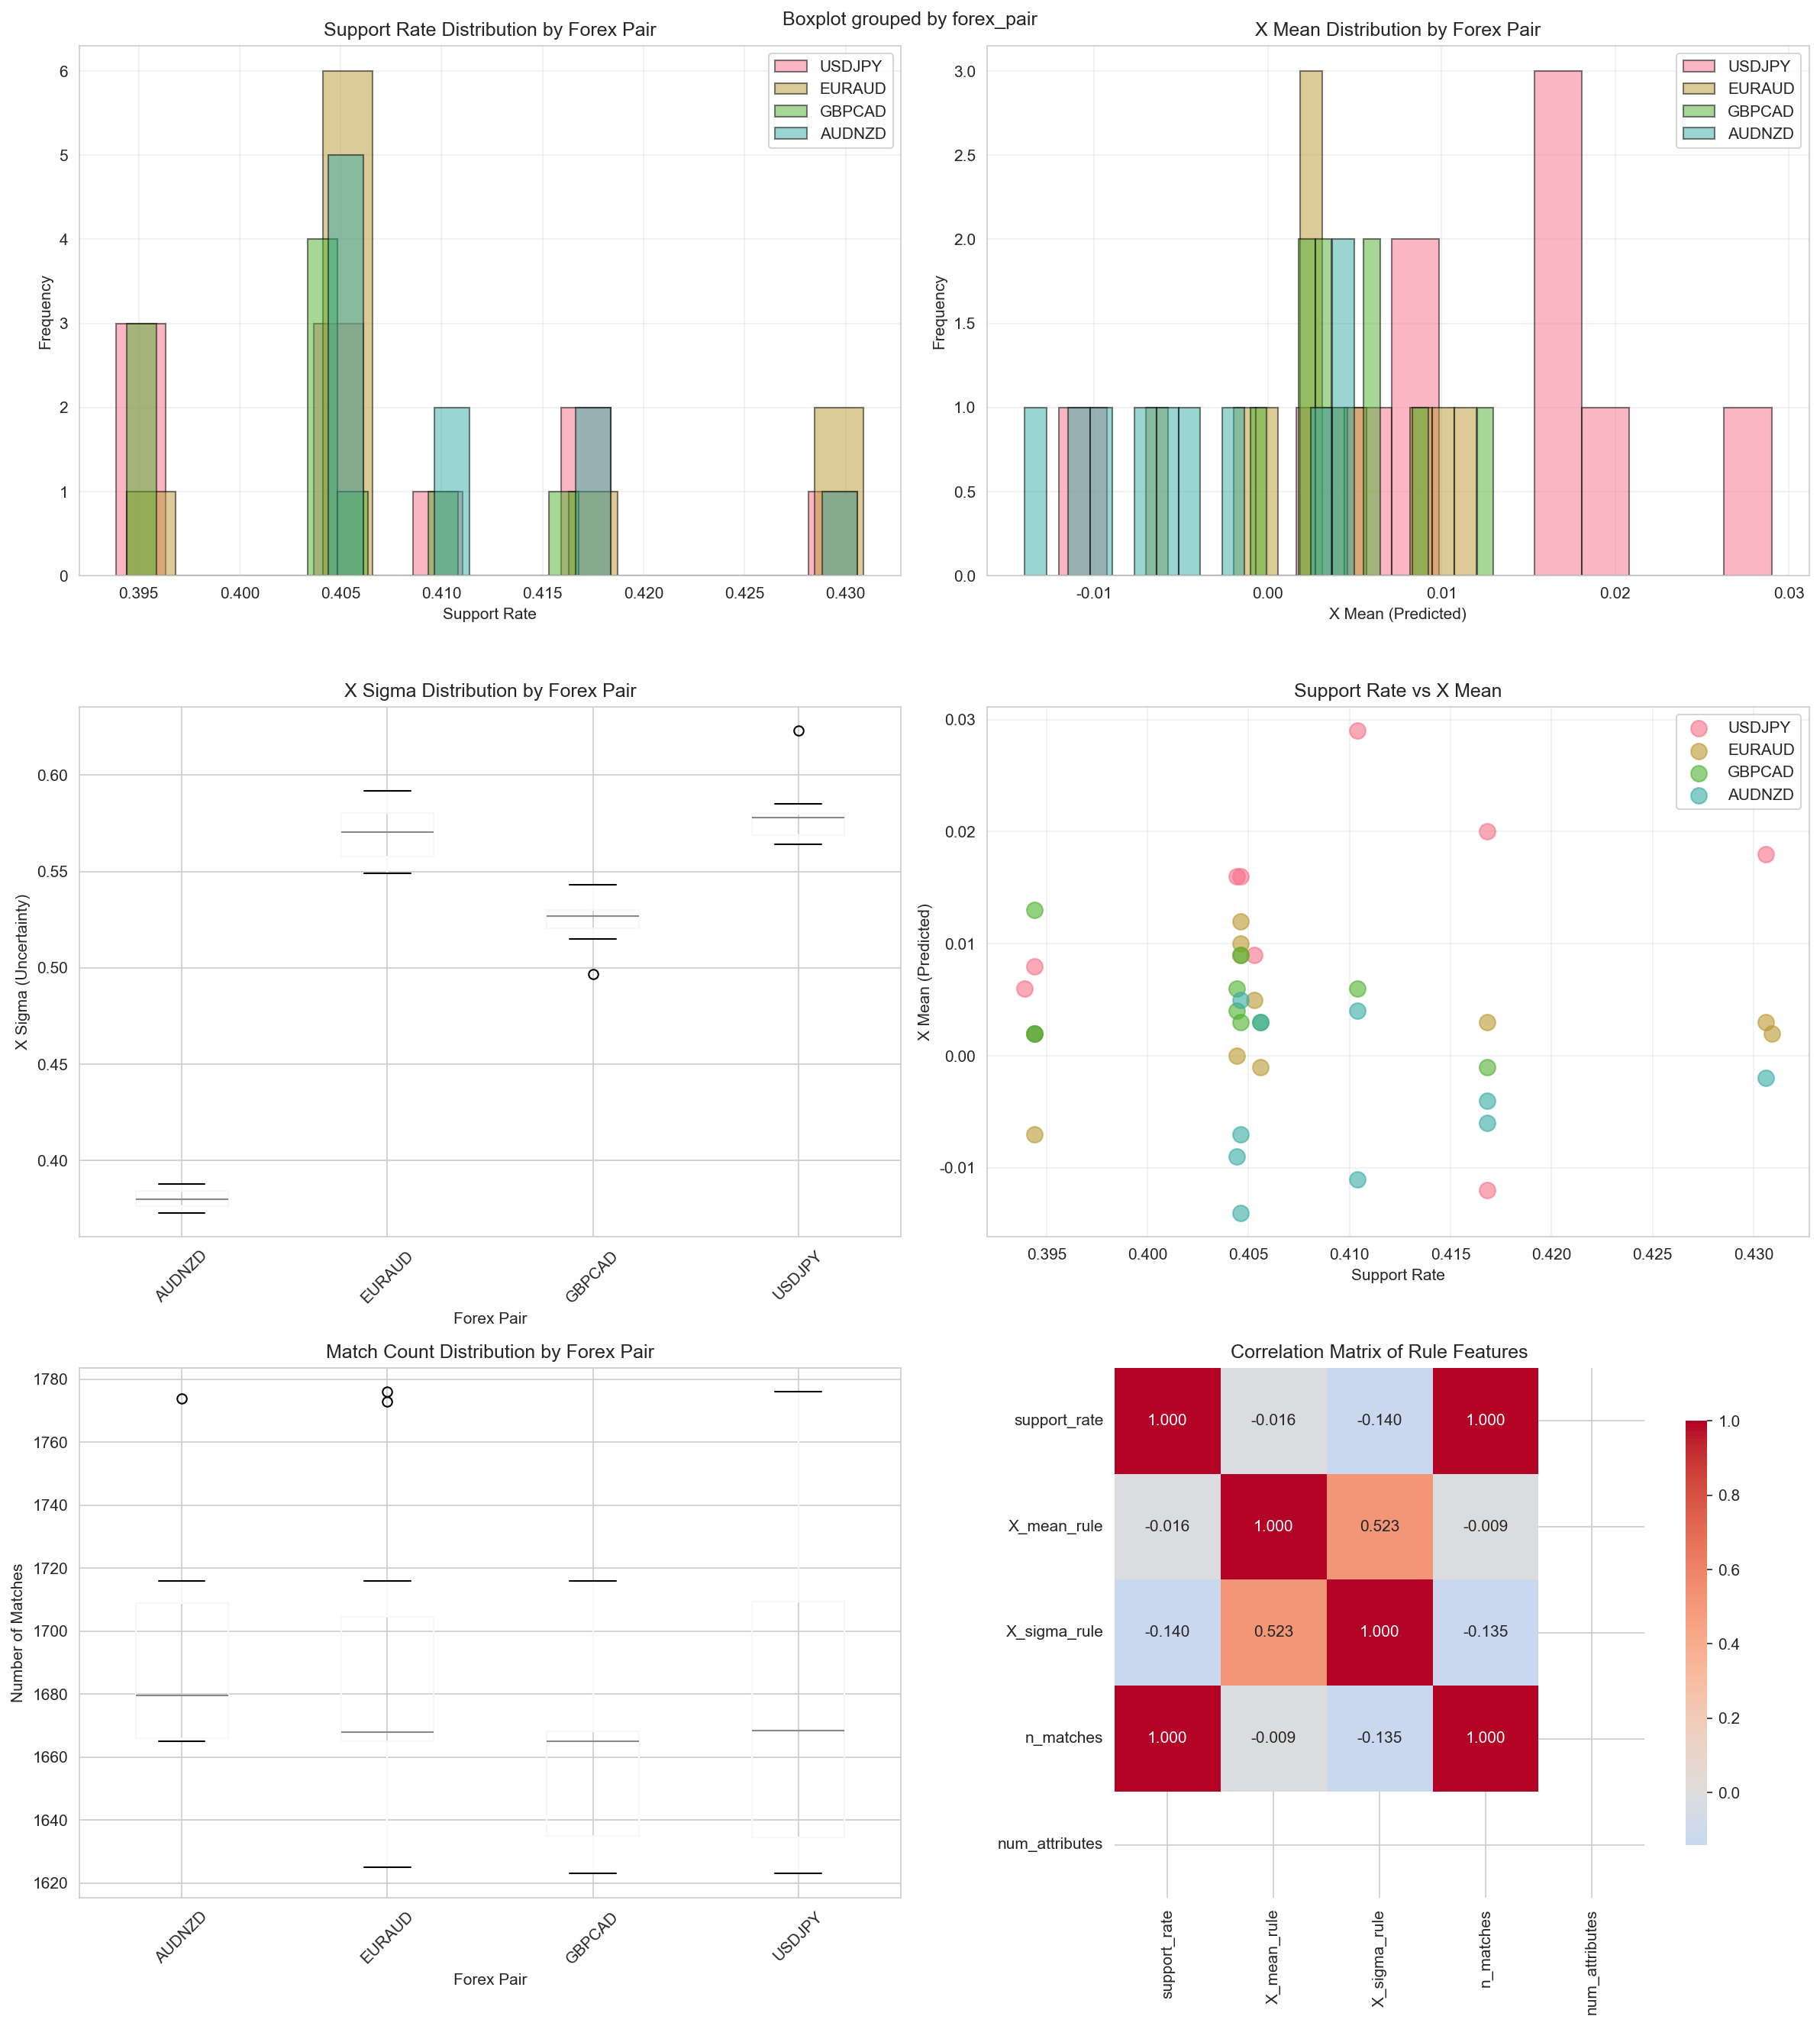 Boxplot grouped by forex_pair
Support Rate Distribution by Forex Pair
USDJPY
EURAUD
GBPCAD
AUDNZD
Frequency
6
5
4
3
2
1
0
0.395 0.400 0.405 0.410 0.415 0.420 0.425 0.430
Support Rate
X Mean Distribution by Forex Pair
USDJPY
EURAUD
GBPCAD
AUDNZD
Frequency
3.0
2.5
2.0
1.5
1.0
0.5
0.0
-0.01 0.00 0.01 0.02 0.03
X Mean (Predicted)
X Sigma Distribution by Forex Pair
X Sigma (Uncertainty)
0.60
0.55
0.50
0.45
0.40
AUDNZD EURAUD GBPCAD USDJPY
Forex Pair
Support Rate vs X Mean
USDJPY
EURAUD
GBPCAD
AUDNZD
X Mean (Predicted)
0.03
0.02
0.01
0.00
-0.01
0.395 0.400 0.405 0.410 0.415 0.420 0.425 0.430
Support Rate
Match Count Distribution by Forex Pair
Number of Matches
1780
1760
1740
1720
1700
1680
1660
1640
1620
AUDNZD EURAUD GBPCAD USDJPY
Forex Pair
Correlation Matrix of Rule Features
support_rate 1.000 -0.016 -0.140 1.000
X_mean_rule -0.016 1.000 0.523 -0.009
X_sigma_rule -0.140 0.523 1.000 -0.135
n_matches 1.000 -0.009 -0.135 1.000
num_attributes
support_rate X_mean_rule X_sigma_rule n_matches num_attributes
1.0
0.8
0.6
0.4
0.2
0.0